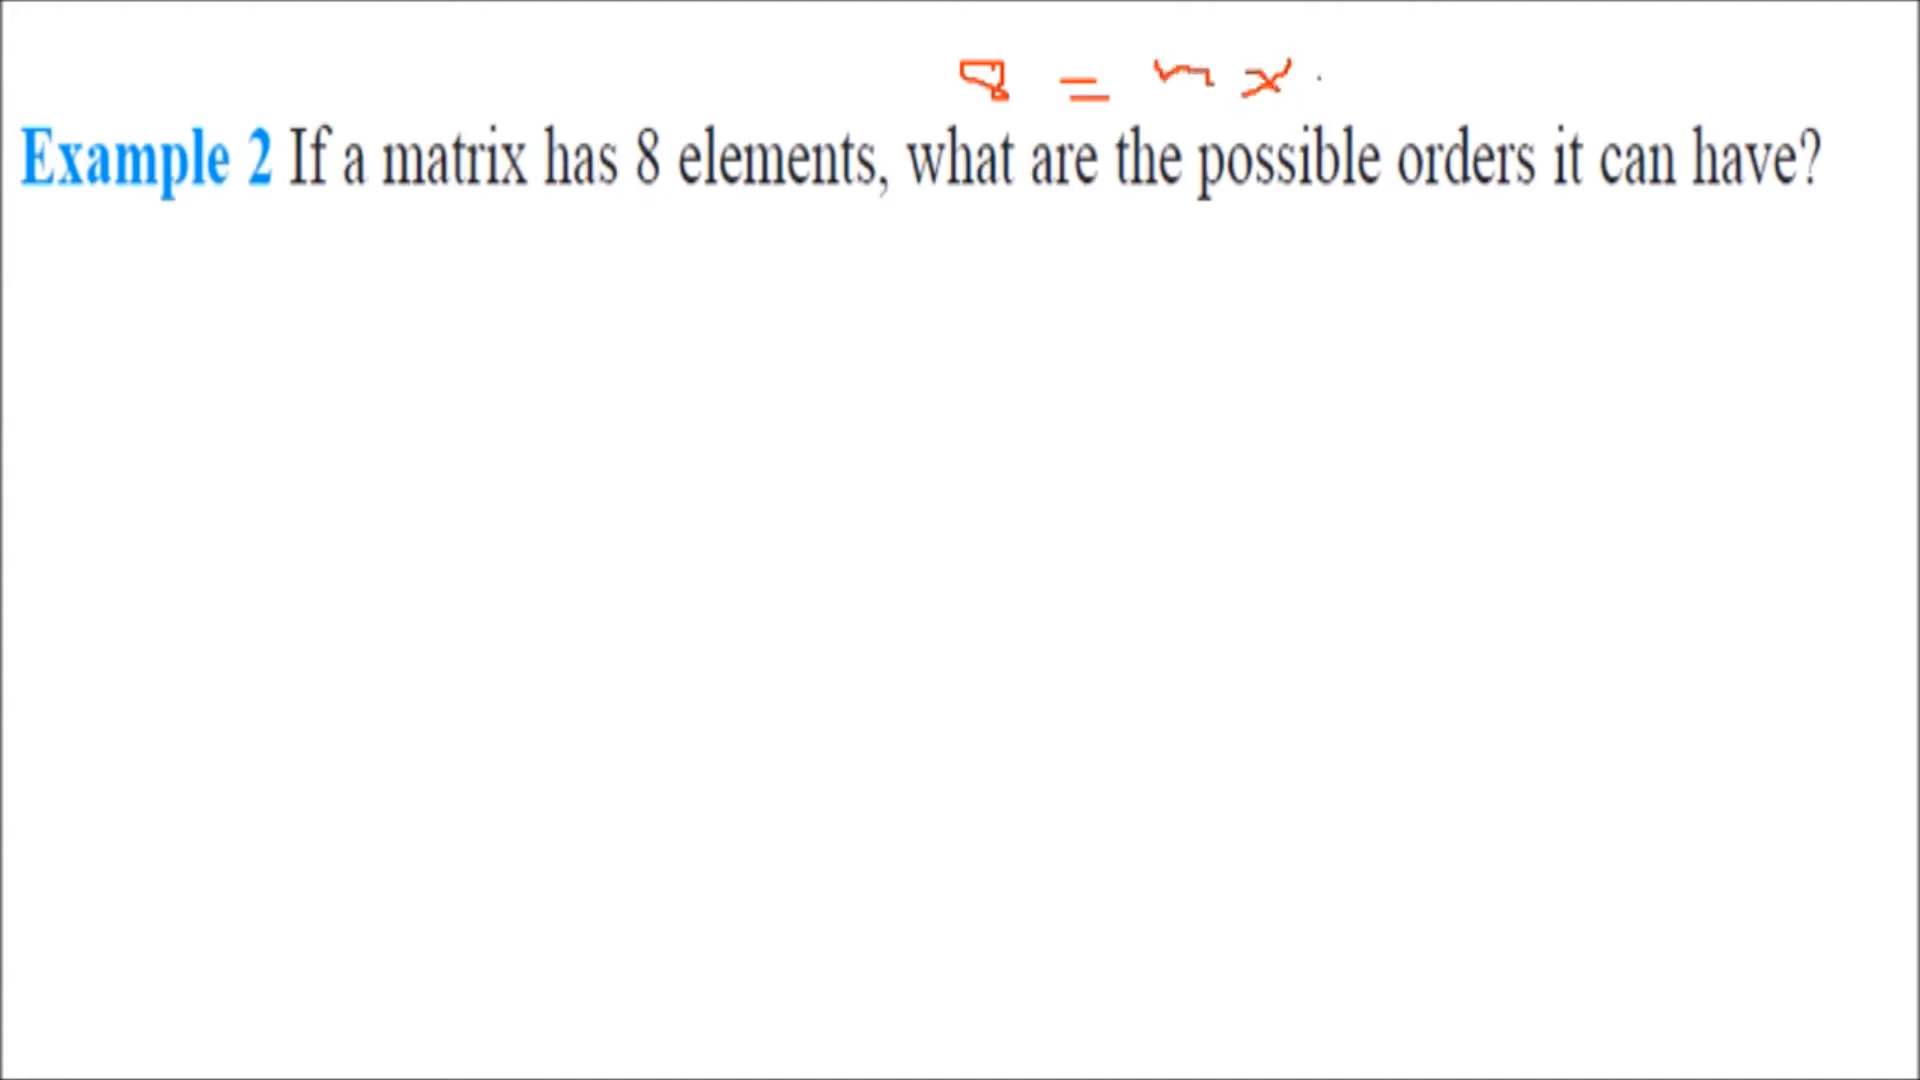 8 = m ×
Example 2 If a matrix has 8 elements, what are the possible orders it can have?